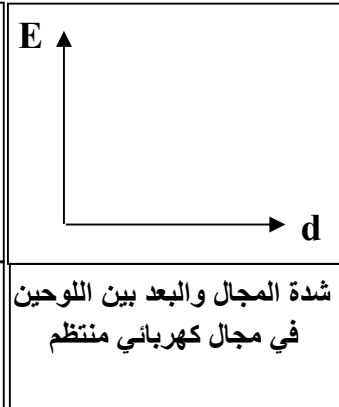 E
d
شدة المجال والبعد بين اللوحين
في مجال كهربائي منتظم